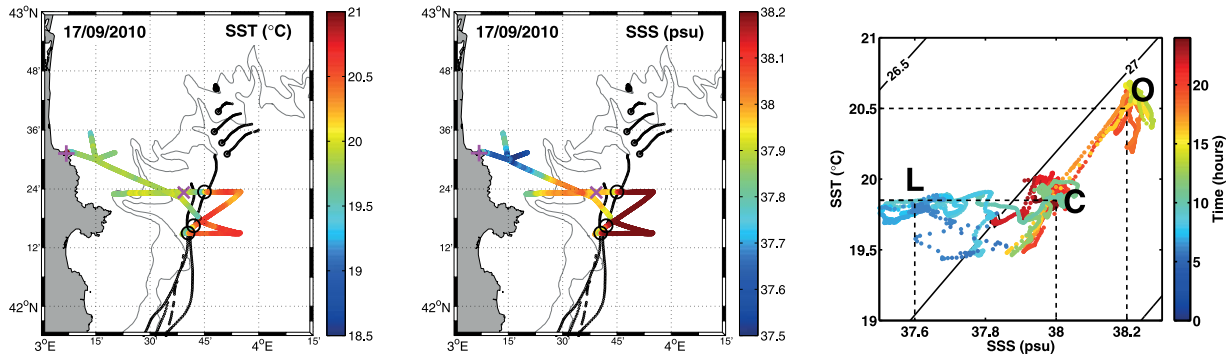 17/09/2010 SST (°C)
43°N
48'
36'
24'
12'
42°N
3°E 15' 30' 45' 4°E 15'
21
20.5
20
19.5
19
18.5
17/09/2010 SSS (psu)
43°N
48'
36'
24'
12'
42°N
3°E 15' 30' 45' 4°E 15'
38.2
38.1
38
37.9
37.8
37.7
37.6
37.5
26.5
27
O
L
C
21
20.5
20
19.5
19
SST (°C)
37.6 37.8 38 38.2
SSS (psu)
20
15
10
5
0
Time (hours)